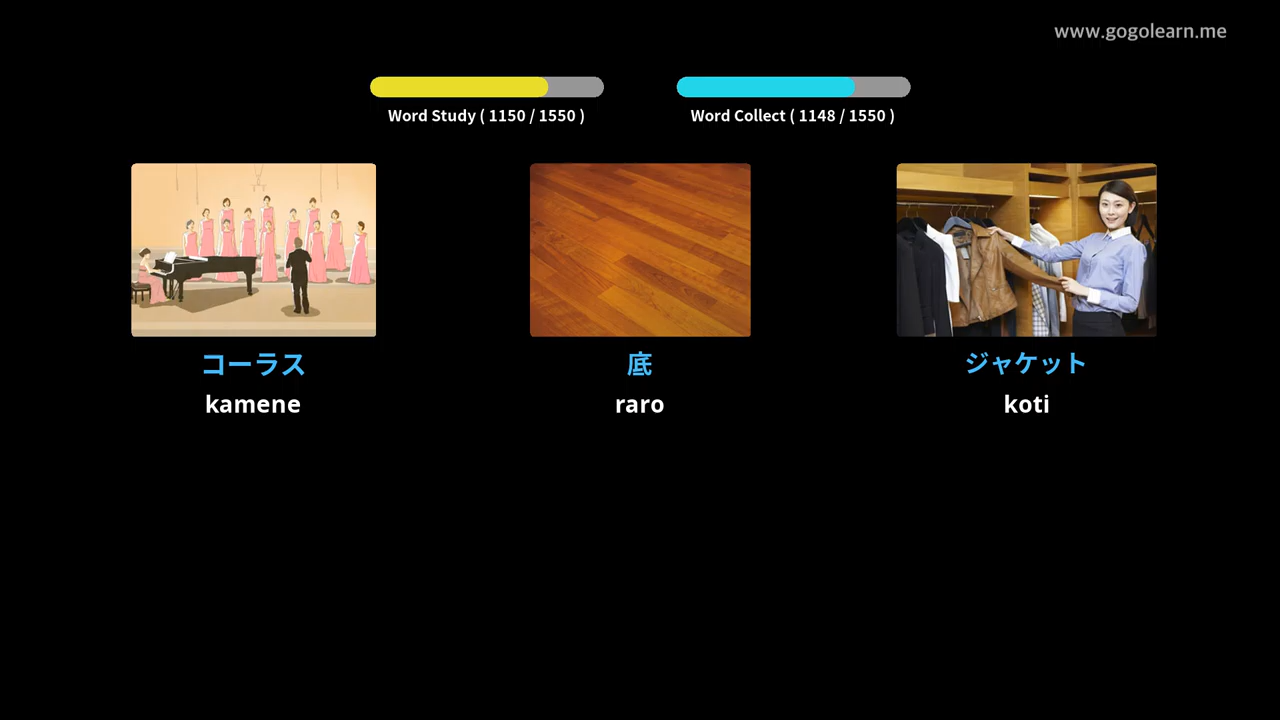 www.gogolearn.me
Word Study ( 1150 / 1550 )
Word Collect ( 1148 / 1550 )
コーラス
底
ジャケット
kamene
raro
koti